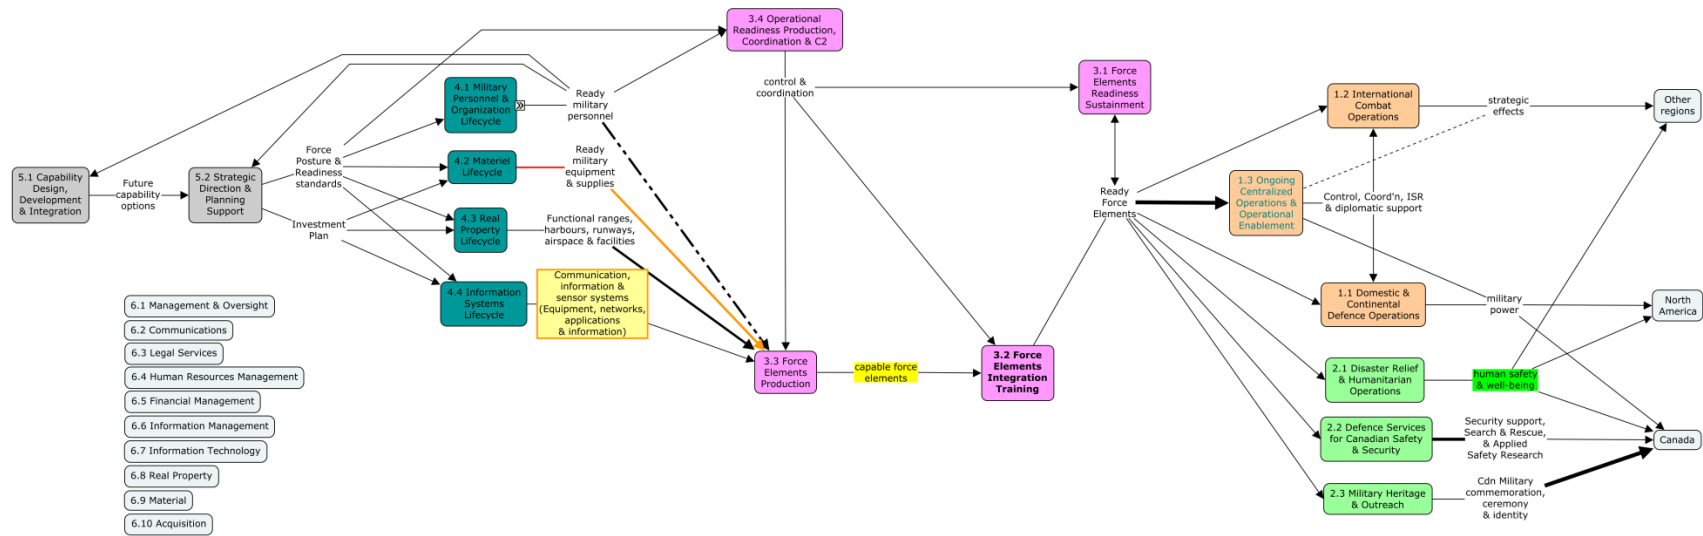 3.4 Operational
Readiness Production,
Coordination & C2
control &
coordination
3.1 Force
Elements
Readiness
Sustainment
4.1 Military
Personnel &
Organization
Lifecycle
Ready
military
personnel
4.2 Materiel
Lifecycle
Ready
military
equipment
& supplies
Force
Posture &
Readiness
standards
5.1 Capability
Design,
Development
& Integration
Future
capability
options
5.2 Strategic
Direction &
Planning
Support
Investment
Plan
4.3 Real
Property
Lifecycle
Functional ranges,
harbours, runways,
airspace & facilities
4.4 Information
Systems
Lifecycle
Communication,
information &
sensor systems
(Equipment, networks,
applications
& information)
3.3 Force
Elements
Production
capable force
elements
3.2 Force
Elements
Integration
Training
Ready
Force
Elements
1.2 International
Combat
Operations
strategic
effects
Other
regions
1.3 Ongoing
Centralized
Operations &
Operational
Enablement
Control, Coord'n, ISR
& diplomatic support
1.1 Domestic &
Continental
Defence Operations
military
power
North
America
2.1 Disaster Relief
& Humanitarian
Operations
human safety
& well-being
2.2 Defence Services
for Canadian Safety
& Security
Security support,
Search & Rescue,
& Applied
Safety Research
Canada
2.3 Military Heritage
& Outreach
Cdn Military
commemoration,
ceremony
& identity
6.1 Management & Oversight
6.2 Communications
6.3 Legal Services
6.4 Human Resources Management
6.5 Financial Management
6.6 Information Management
6.7 Information Technology
6.8 Real Property
6.9 Material
6.10 Acquisition